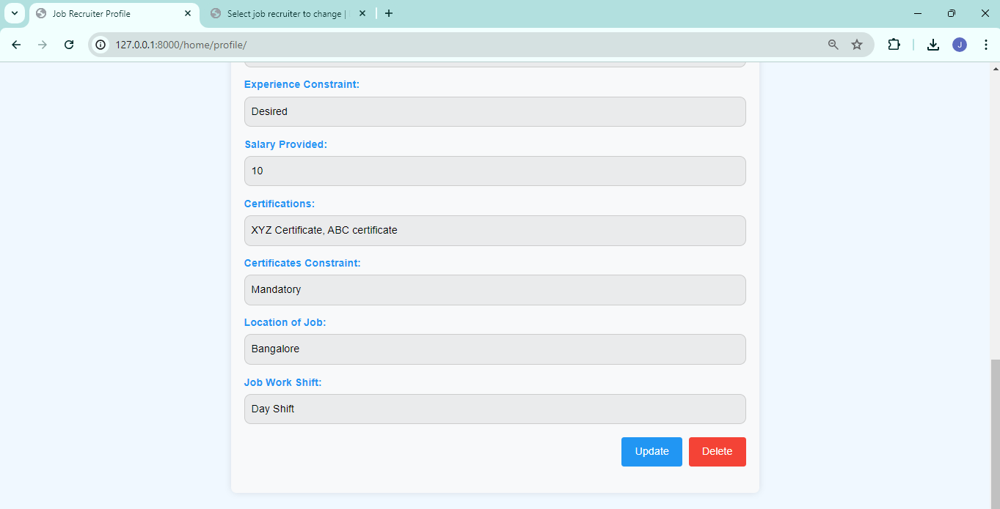 Job Recruiter Profile
Select job recruiter to change |
127.0.0.1:8000/home/profile/
J
Experience Constraint:
Desired
Salary Provided:
10
Certifications:
XYZ Certificate, ABC certificate
Certificates Constraint:
Mandatory
Location of Job:
Bangalore
Job Work Shift:
Day Shift
Update
Delete